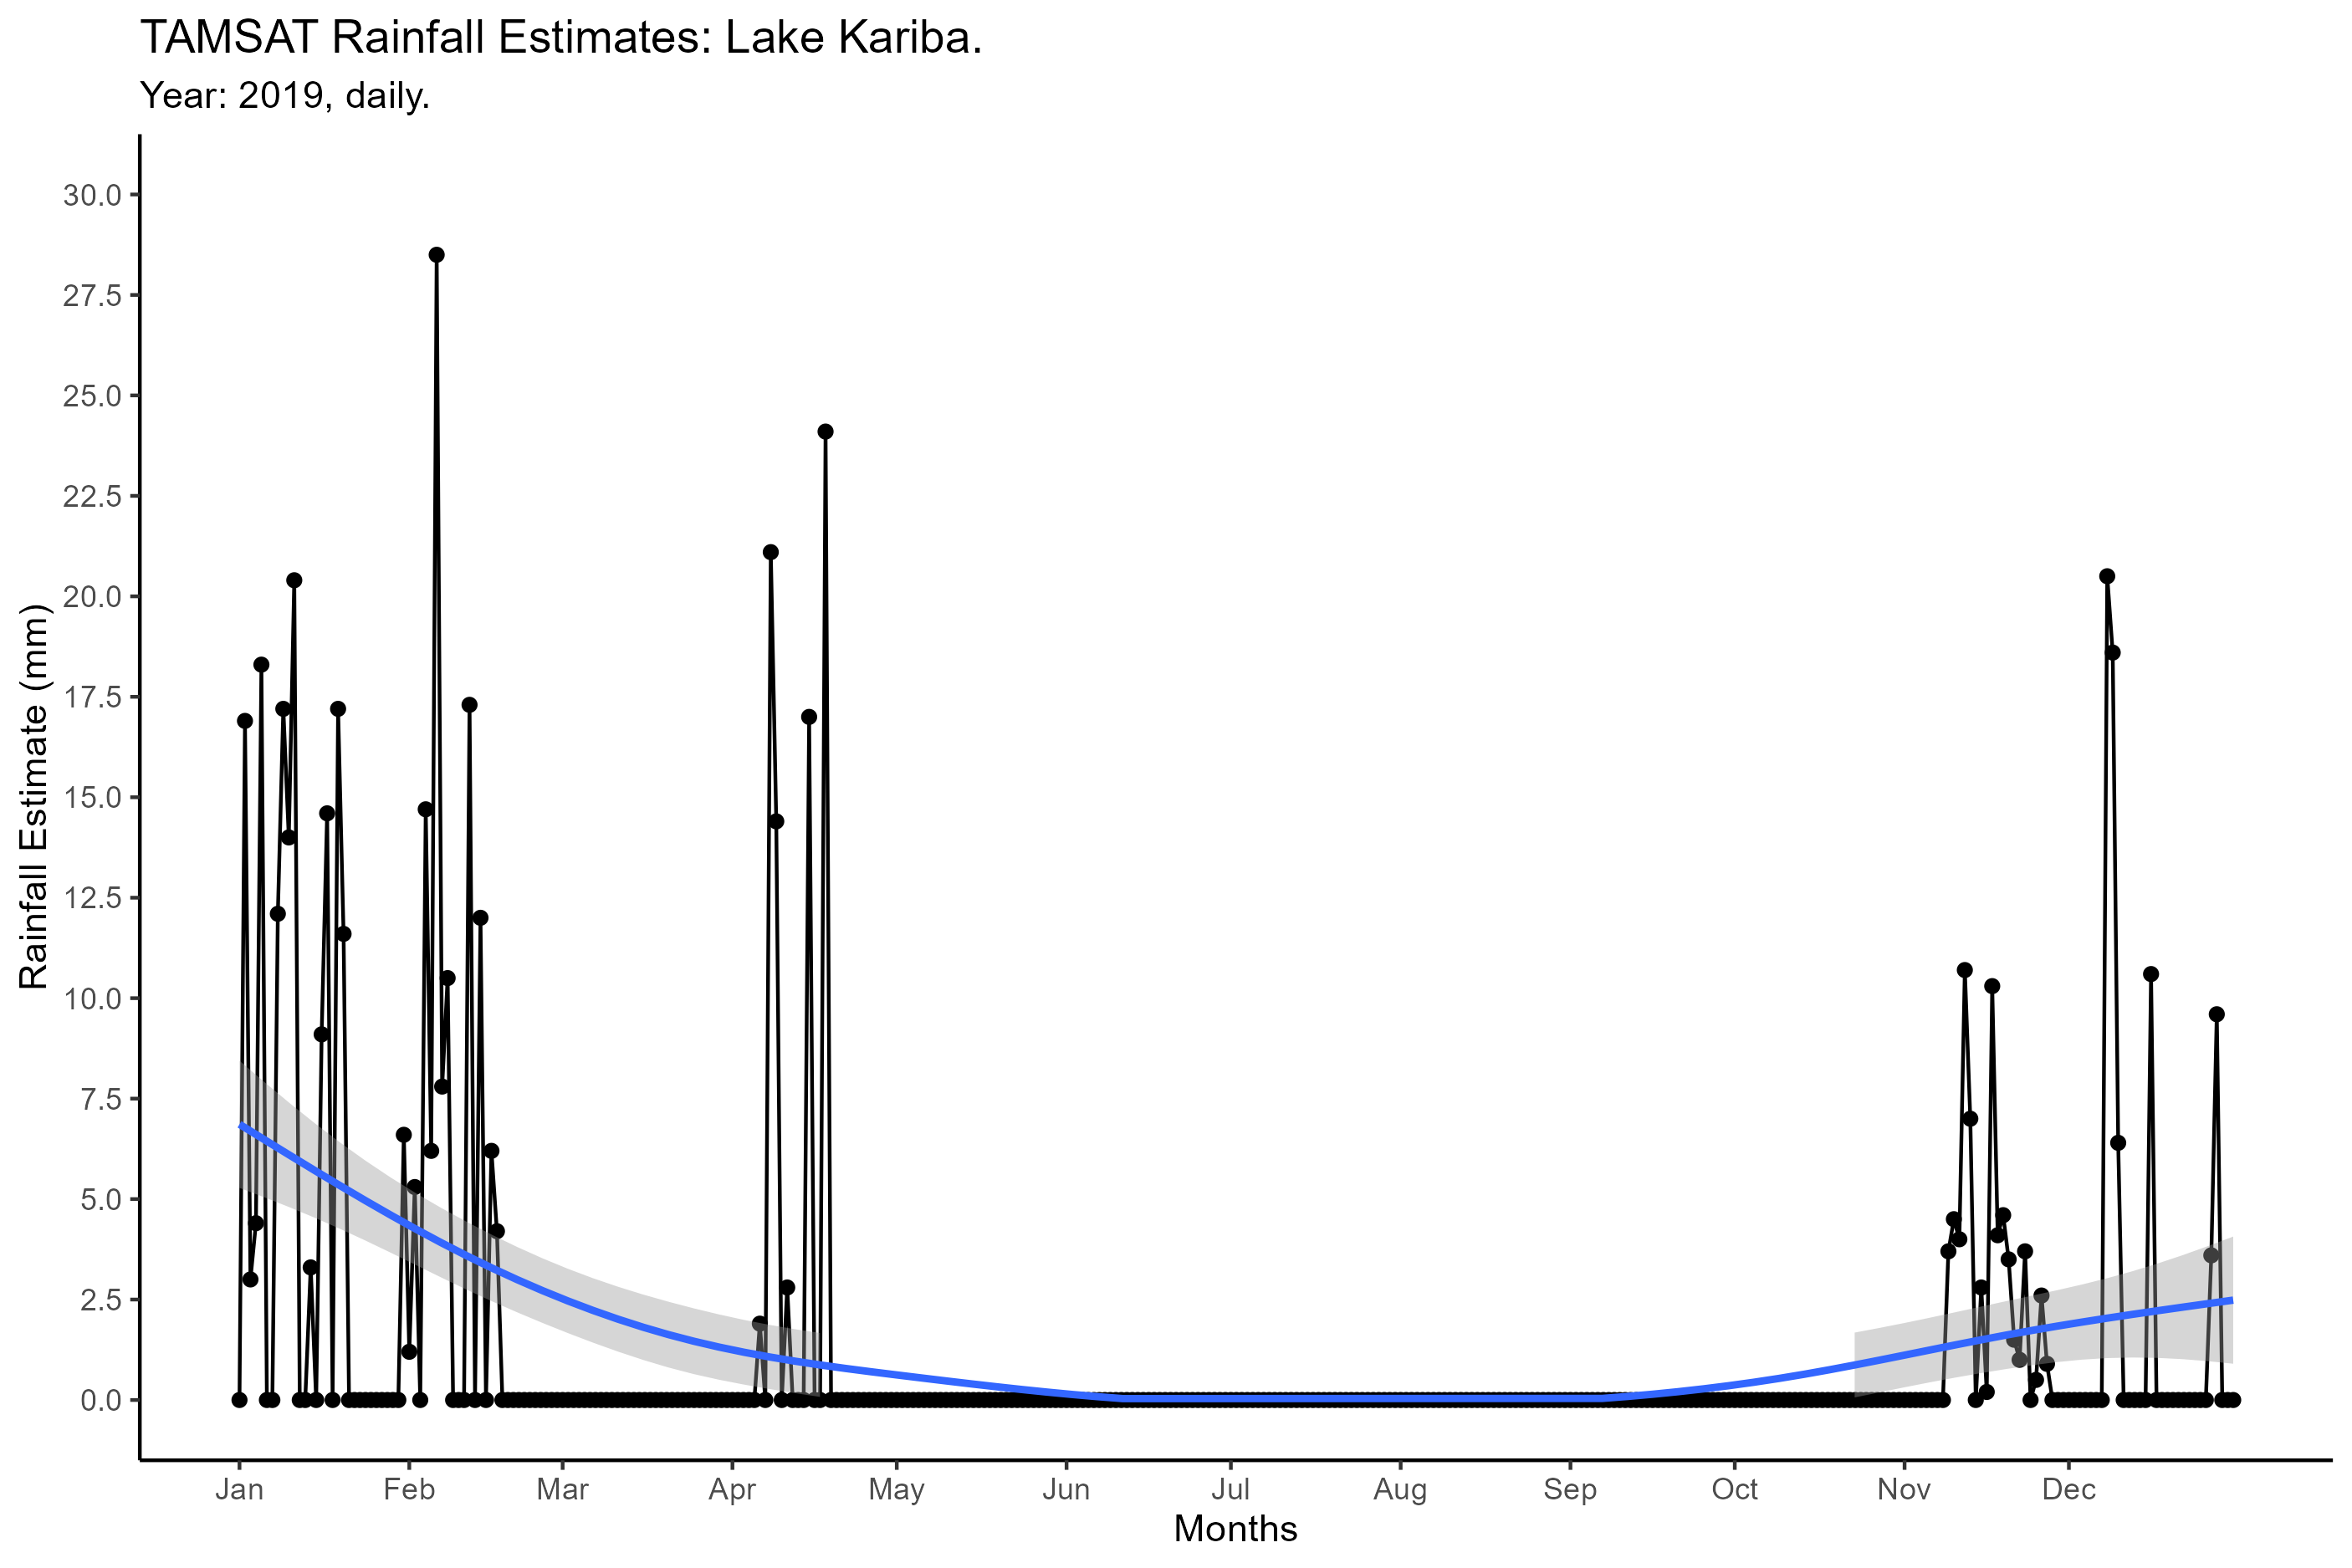 TAMSAT Rainfall Estimates: Lake Kariba.
Year: 2019, daily.
Rainfall Estimate (mm)
30.0
27.5
25.0
22.5
20.0
17.5
15.0
12.5
10.0
7.5
5.0
2.5
0.0
Jan Feb Mar Apr May Jun Jul Aug Sep Oct Nov Dec
Months